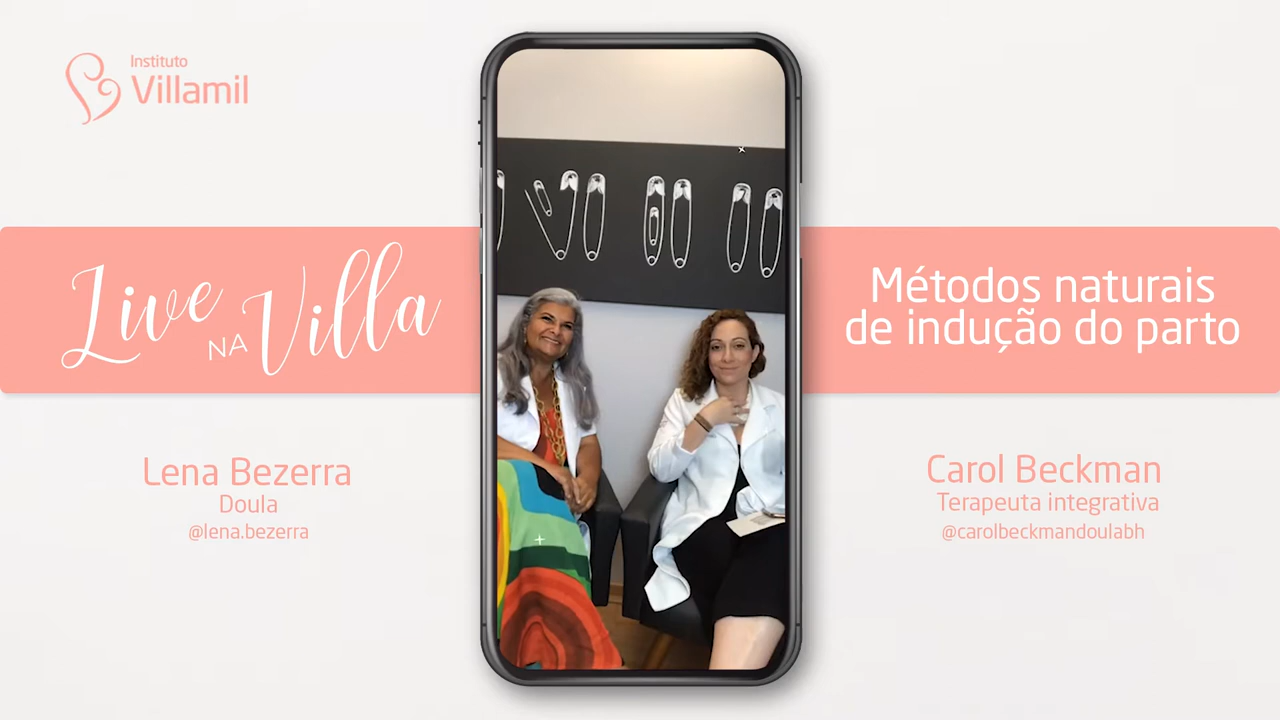 Instituto
Villamil
Live NA Villa
Métodos naturais
de indução do parto
Lena Bezerra
Doula
@lena.bezerra
Carol Beckman
Terapeuta integrativa
@carolbeckmandoulabh